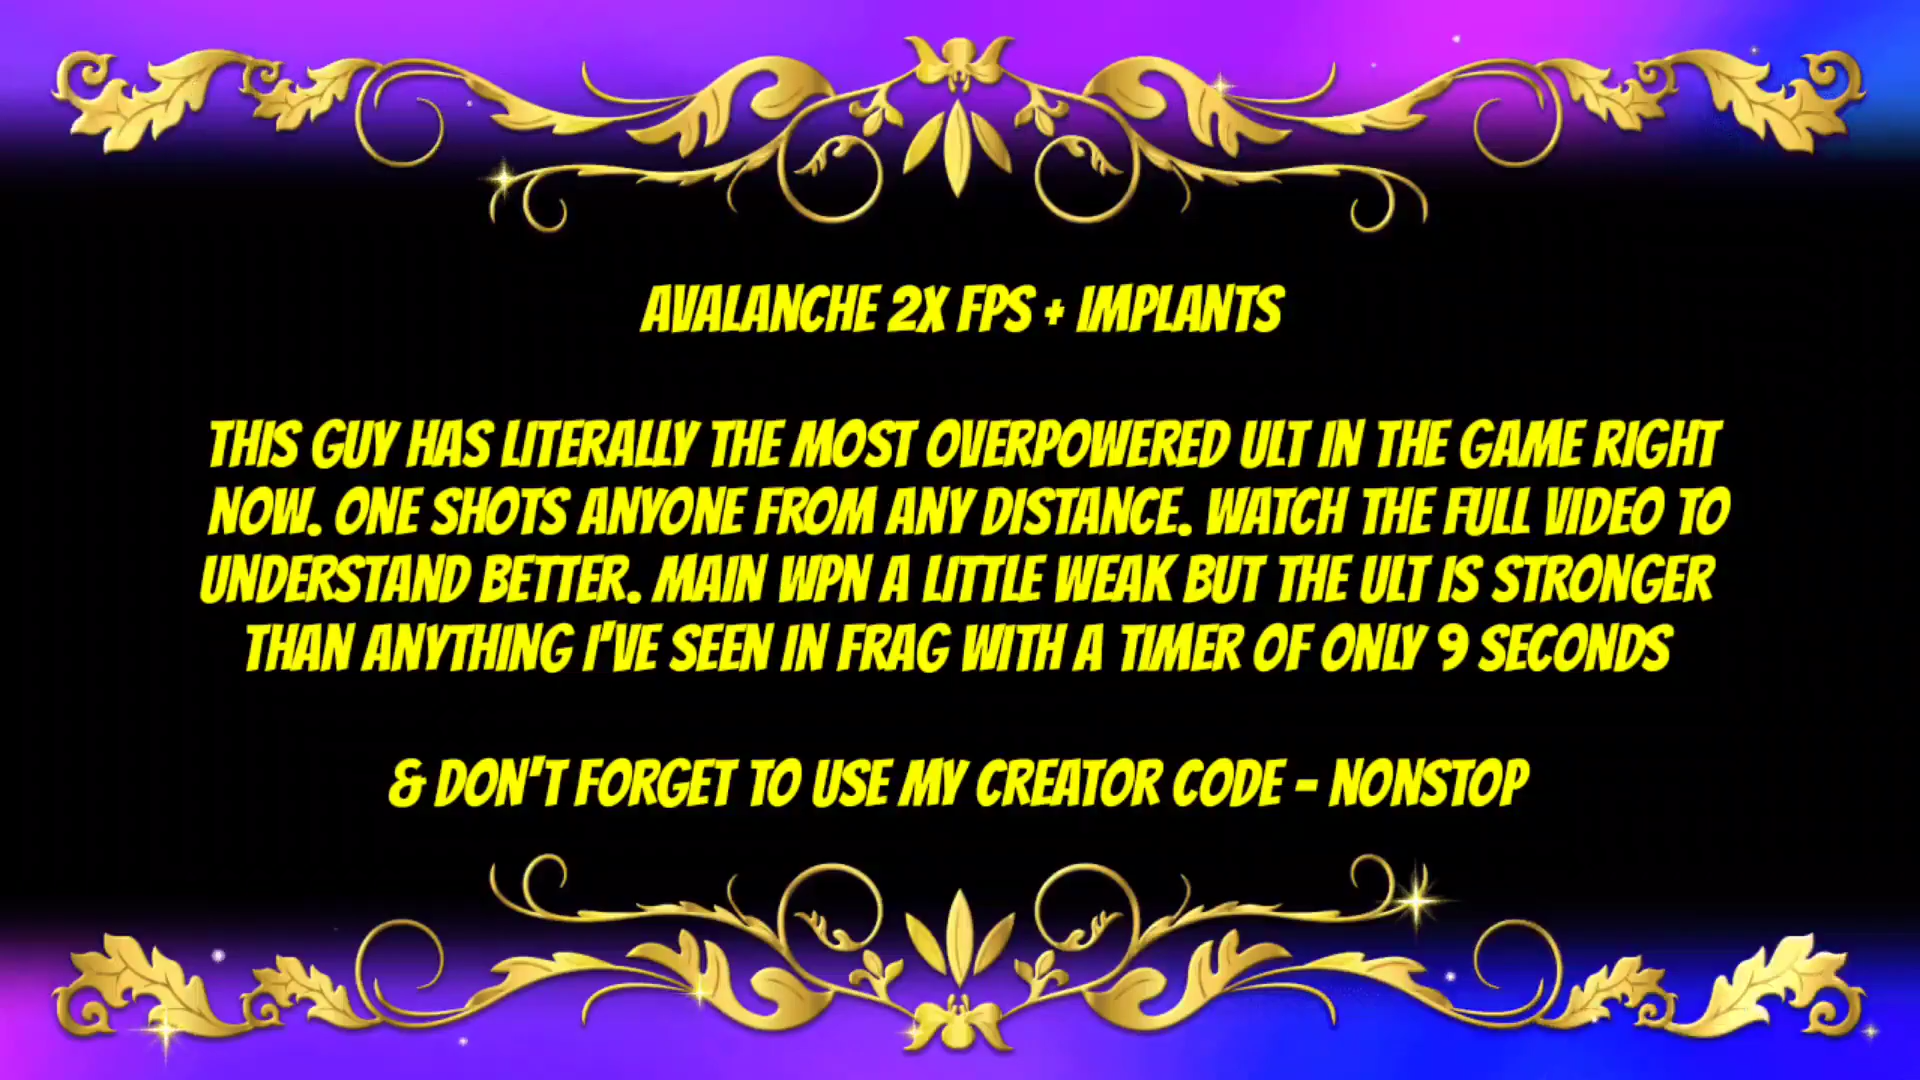 AVALANCHE 2X FPS + IMPLANTS
THIS GUY HAS LITERALLY THE MOST OVERPOWERED ULT IN THE GAME RIGHT
NOW. ONE SHOTS ANYONE FROM ANY DISTANCE. WATCH THE FULL VIDEO TO
UNDERSTAND BETTER. MAIN WPN A LITTLE WEAK BUT THE ULT IS STRONGER
THAN ANYTHING I'VE SEEN IN FRAG WITH A TIMER OF ONLY 9 SECONDS
& DON'T FORGET TO USE MY CREATOR CODE - NONSTOP